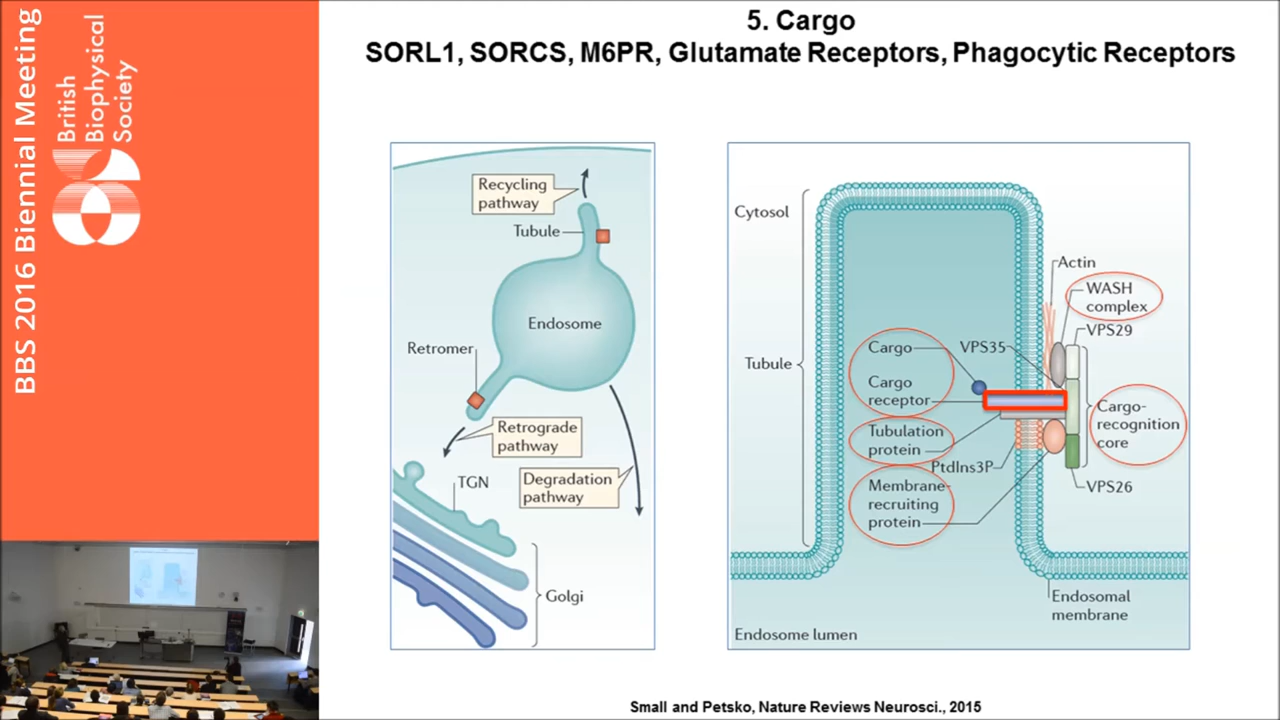 BBS 2016 Biennial Meeting
British
Biophysical
Society
5. Cargo
SORL1, SORCS, M6PR, Glutamate Receptors, Phagocytic Receptors
Recycling
pathway
Tubule
Endosome
Retromer
Retrograde
pathway
TGN
Degradation
pathway
Golgi
Cytosol
Actin
WASH
complex
VPS29
Cargo
VPS35
Tubule
Cargo
receptor
Cargo-
recognition
core
Tubulation
protein
PtdIns3P
Membrane-
recruiting
protein
VPS26
Endosomal
membrane
Endosome lumen
Small and Petsko, Nature Reviews Neurosci., 2015